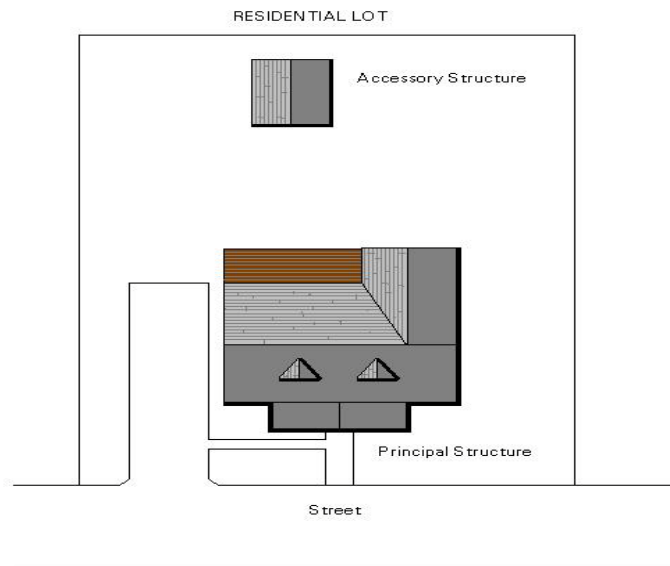 RESIDENTIAL LOT
Accessory Structure
Principal Structure
Street